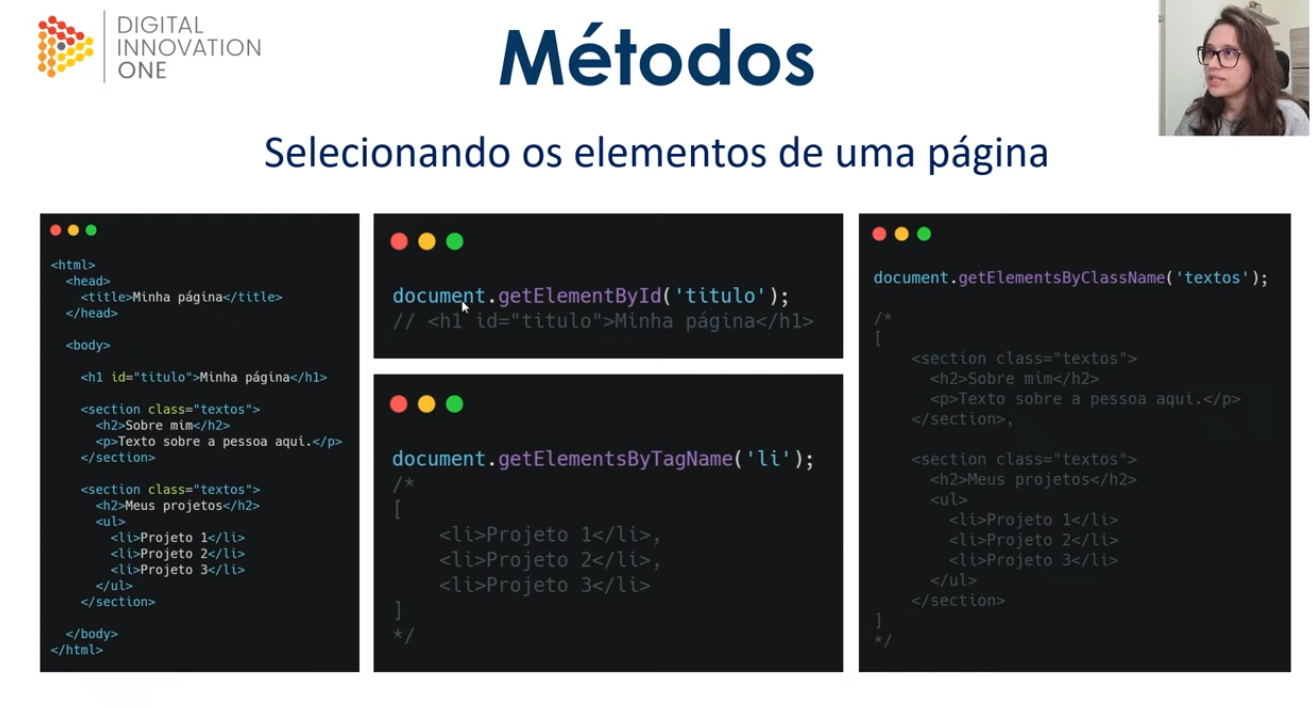 DIGITAL
INNOVATION
ONE
Métodos
Selecionando os elementos de uma página
<html>
<head>
<title>Minha página</title>
</head>
<body>
<h1 id="titulo">Minha página</h1>
<section class="textos">
<h2>Sobre mim</h2>
<p>Texto sobre a pessoa aqui.</p>
</section>
<section class="textos">
<h2>Meus projetos</h2>
<ul>
<li>Projeto 1</li>
<li>Projeto 2</li>
<li>Projeto 3</li>
</ul>
</section>
</body>
</html>
document.getElementById('titulo');
// <h1 id="titulo">Minha página</h1>
document.getElementsByTagName('li');
/*
[
<li>Projeto 1</li>,
<li>Projeto 2</li>,
<li>Projeto 3</li>
]
*/
document.getElementsByClassName('textos');
/*
[
<section class="textos">
<h2>Sobre mim</h2>
<p>Texto sobre a pessoa aqui.</p>
</section>,
<section class="textos">
<h2>Meus projetos</h2>
<ul>
<li>Projeto 1</li>
<li>Projeto 2</li>
<li>Projeto 3</li>
</ul>
</section>
]
*/